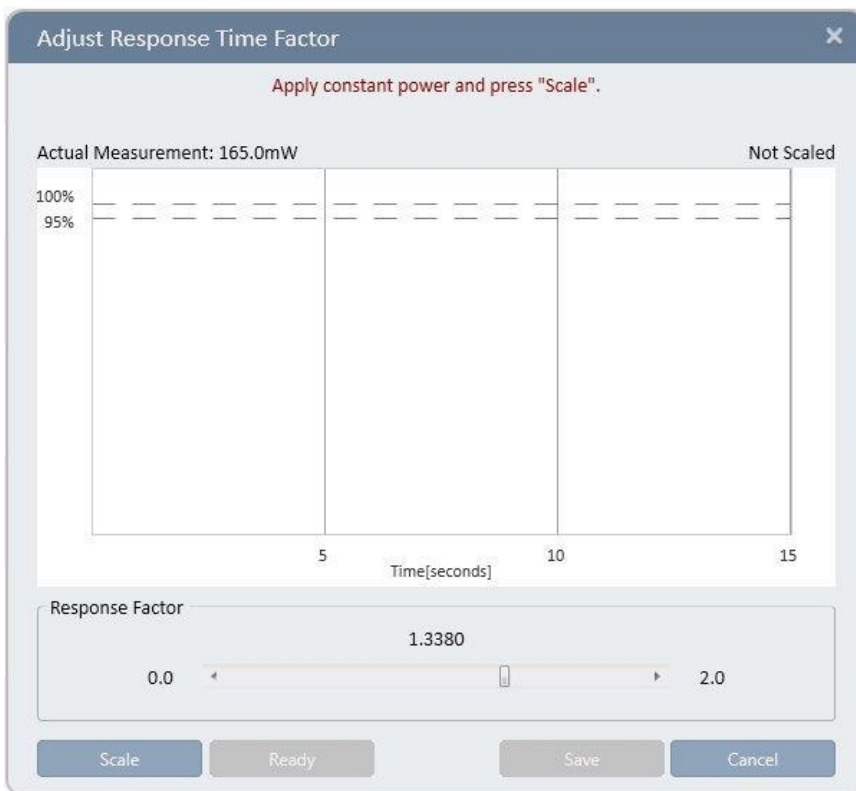 Adjust Response Time Factor
Apply constant power and press "Scale".
Actual Measurement: 165.0mW Not Scaled
100%
95%
5 10 15
Time[seconds]
Response Factor
1.3380
0.0 2.0
Scale Ready Save Cancel